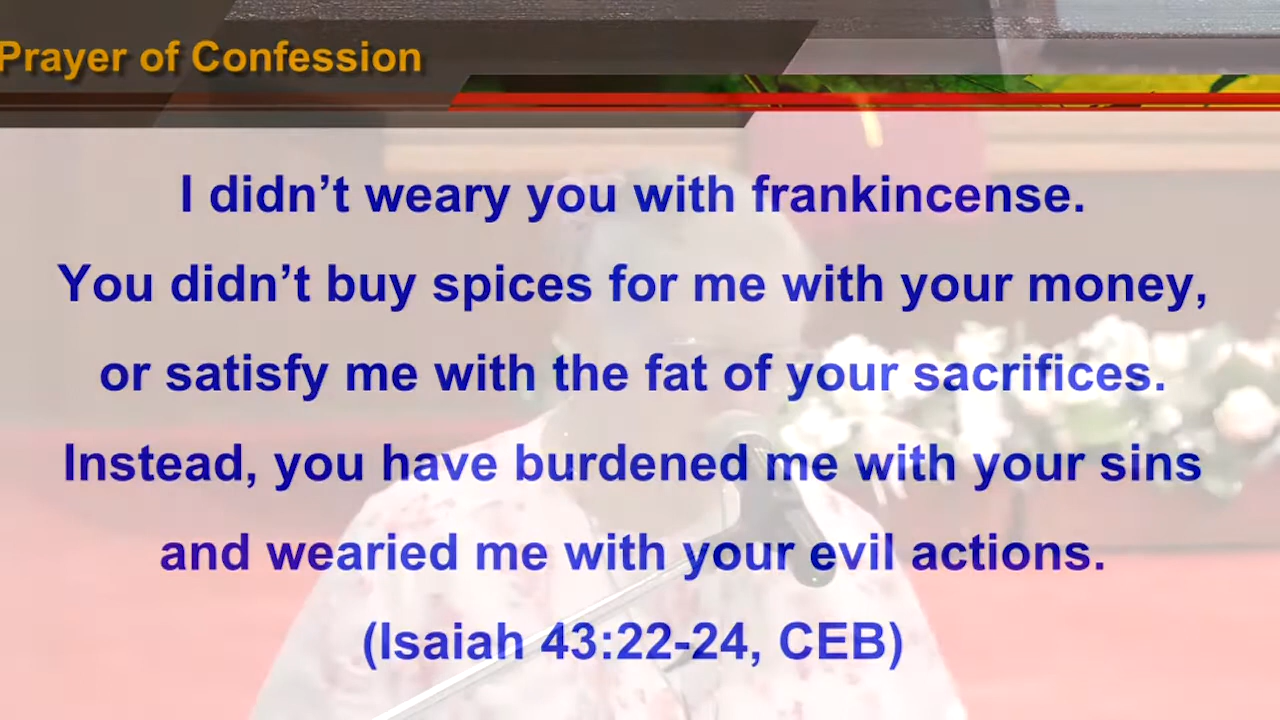 Prayer of Confession
I didn’t weary you with frankincense.
You didn’t buy spices for me with your money,
or satisfy me with the fat of your sacrifices.
Instead, you have burdened me with your sins
and wearied me with your evil actions.
(Isaiah 43:22-24, CEB)